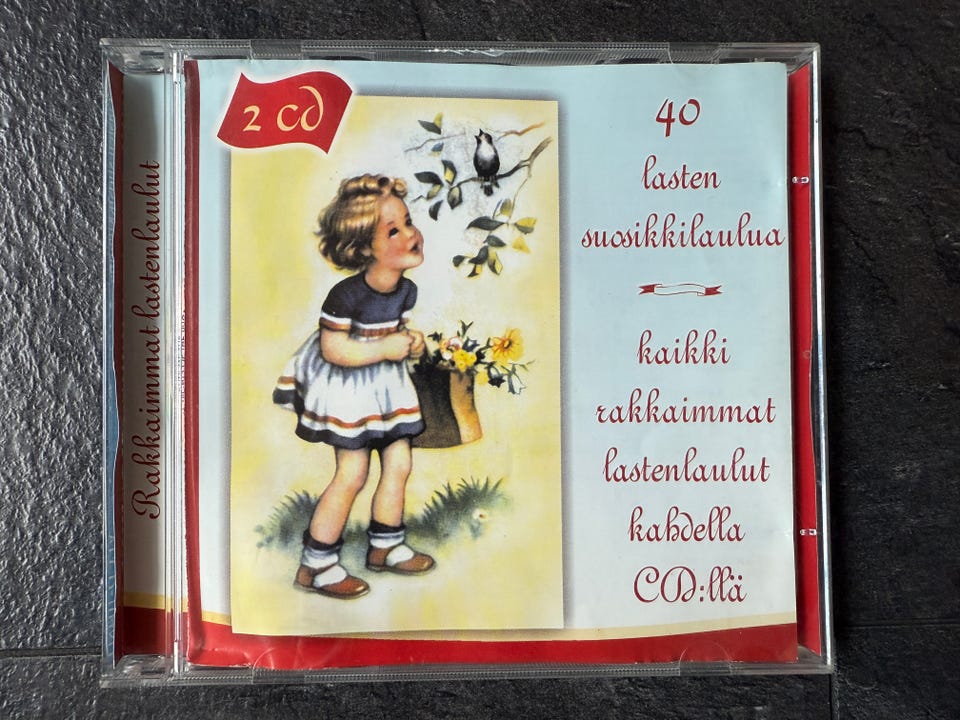 Rakkaimmat lastenlaulut
2 cd
40
lasten
suosikkilaulua
kaikki
rakkaimmat
lastenlaulut
kahdella
CD:llä